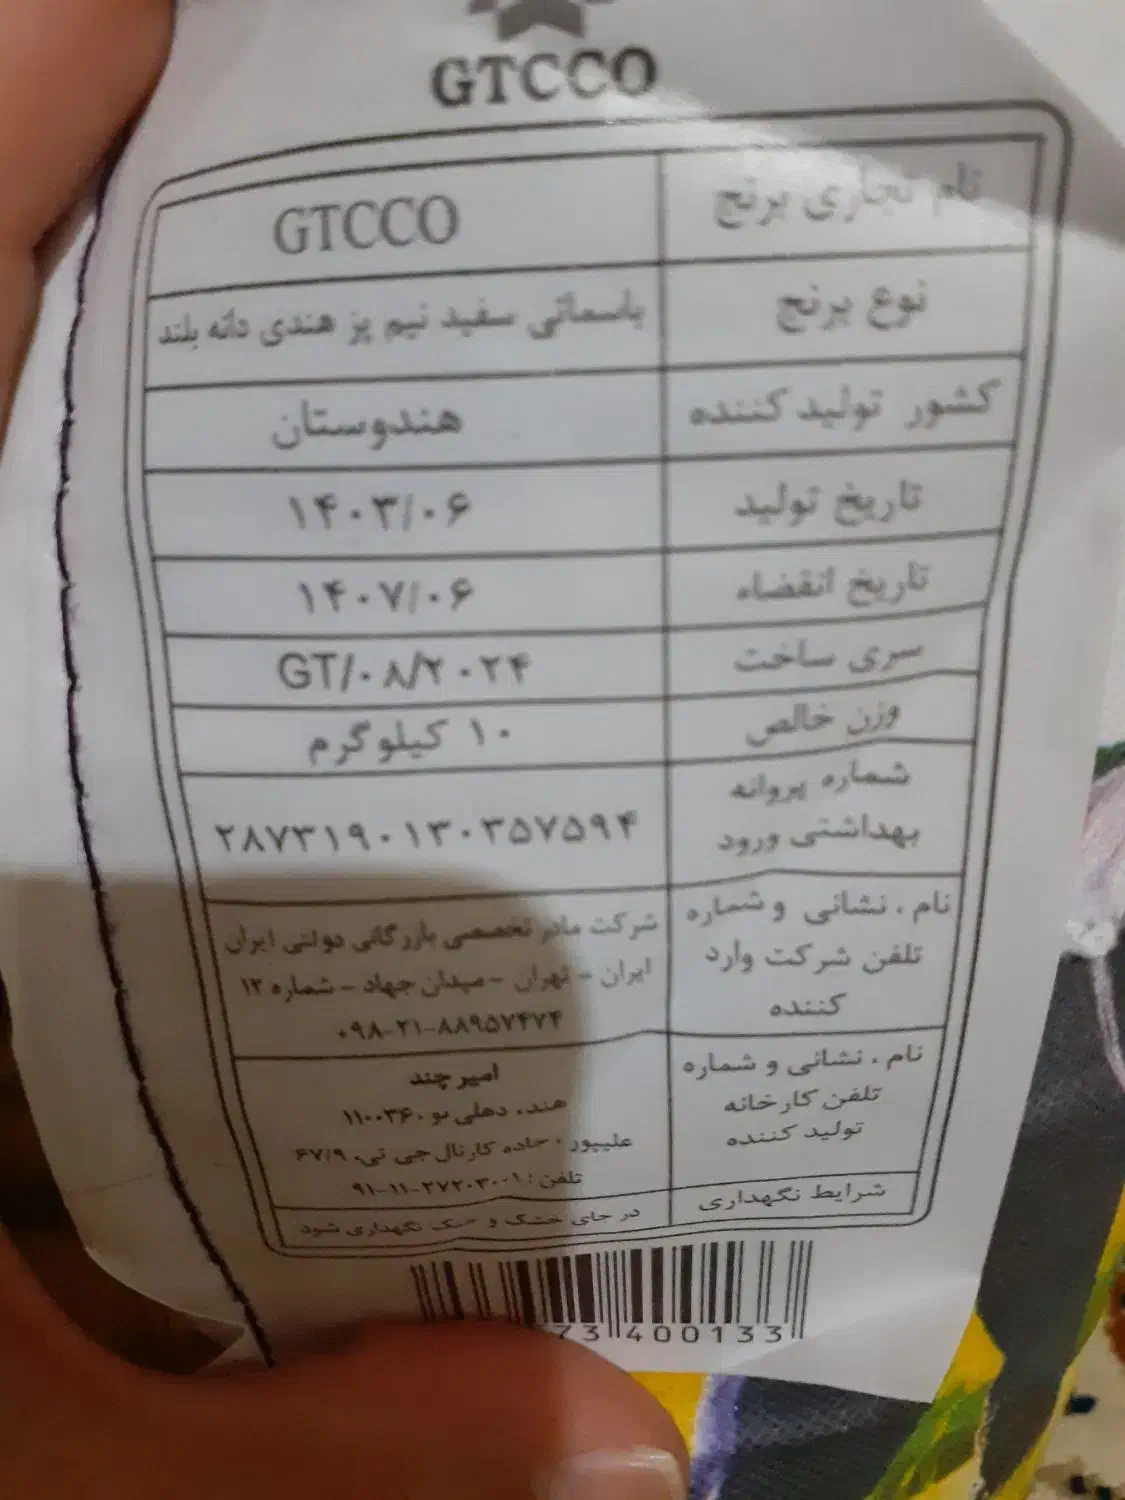 GTCCO
نام تجاری برنج GTCCO
نوع برنج باسماتی سفید نیم پز هندی دانه بلند
کشور تولید کننده هندوستان
تاریخ تولید ۱۴۰۳/۰۶
تاریخ انقضاء ۱۴۰۷/۰۶
سری ساخت GT/۰۸/۲۰۲۴
وزن خالص ۱۰ کیلوگرم
شماره پروانه
بهداشتی ورود
۲۸۷۳۱۹۰۱۳۰۳۵۷۵۹۴
نام ، نشانی و شماره
تلفن شرکت وارد
کننده
شرکت مادر تخصصی بازرگانی دولتی ایران
ایران - تهران - میدان جهاد - شماره ۱۲
۰۹۸-۲۱-۸۸۹۵۷۴۷۴
نام ، نشانی و شماره
تلفن کارخانه
تولید کننده
امیر چند
هند، دهلی نو ۱۱۰۰۳۶۰
علیپور ، جاده کارنال جی تی، ۶۷/۹
تلفن : ۹۱-۱۱-۲۷۲۰۳۰۰۱
شرایط نگهداری در جای خشک و خنک نگهداری شود
73 400133